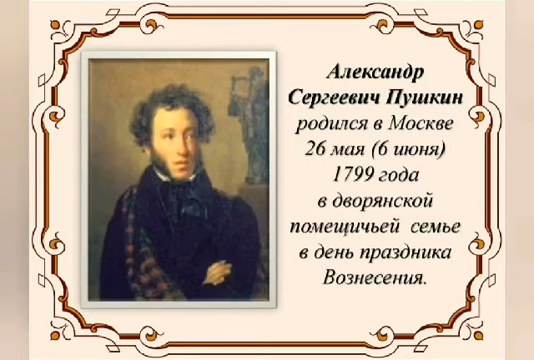 Александр
Сергеевич Пушкин
родился в Москве
26 мая (6 июня)
1799 года
в дворянской
помещичьей семье
в день праздника
Вознесения.